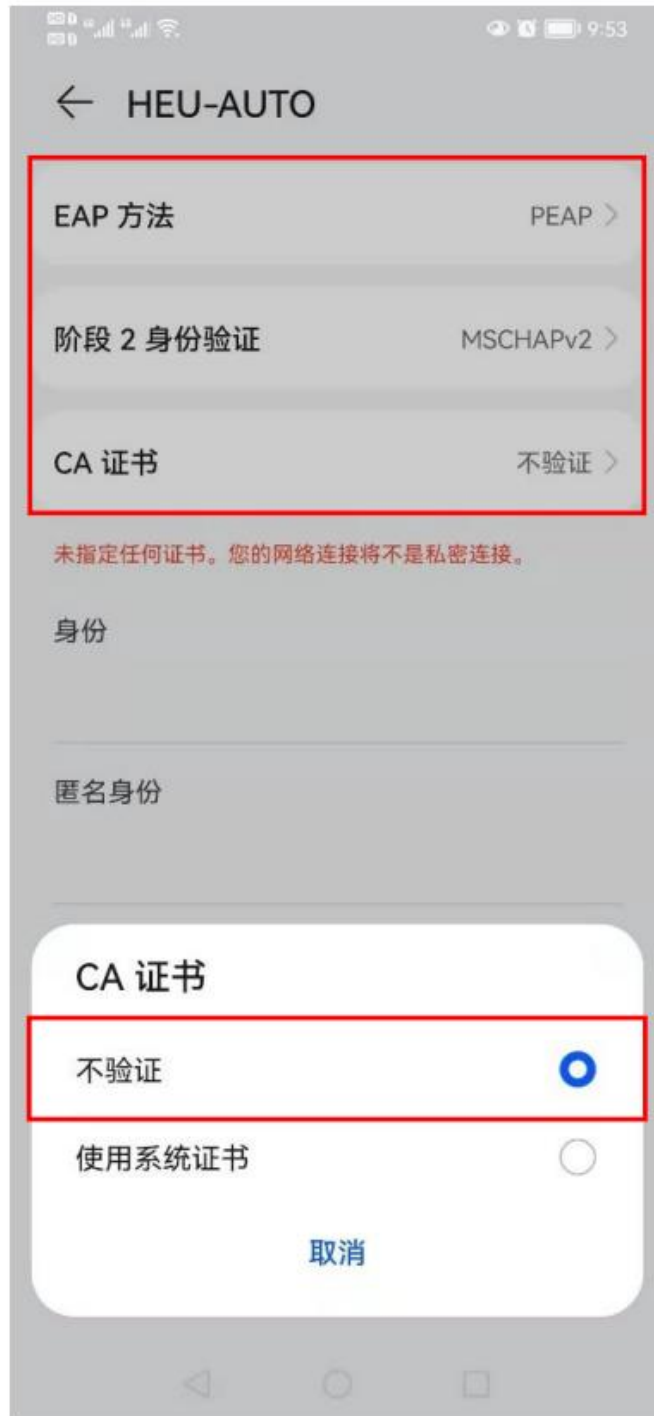 9:53
HEU-AUTO
EAP 方法 PEAP
阶段 2 身份验证 MSCHAPv2
CA 证书 不验证
未指定任何证书。您的网络连接将不是私密连接。
身份
匿名身份
CA 证书
不验证
使用系统证书
取消